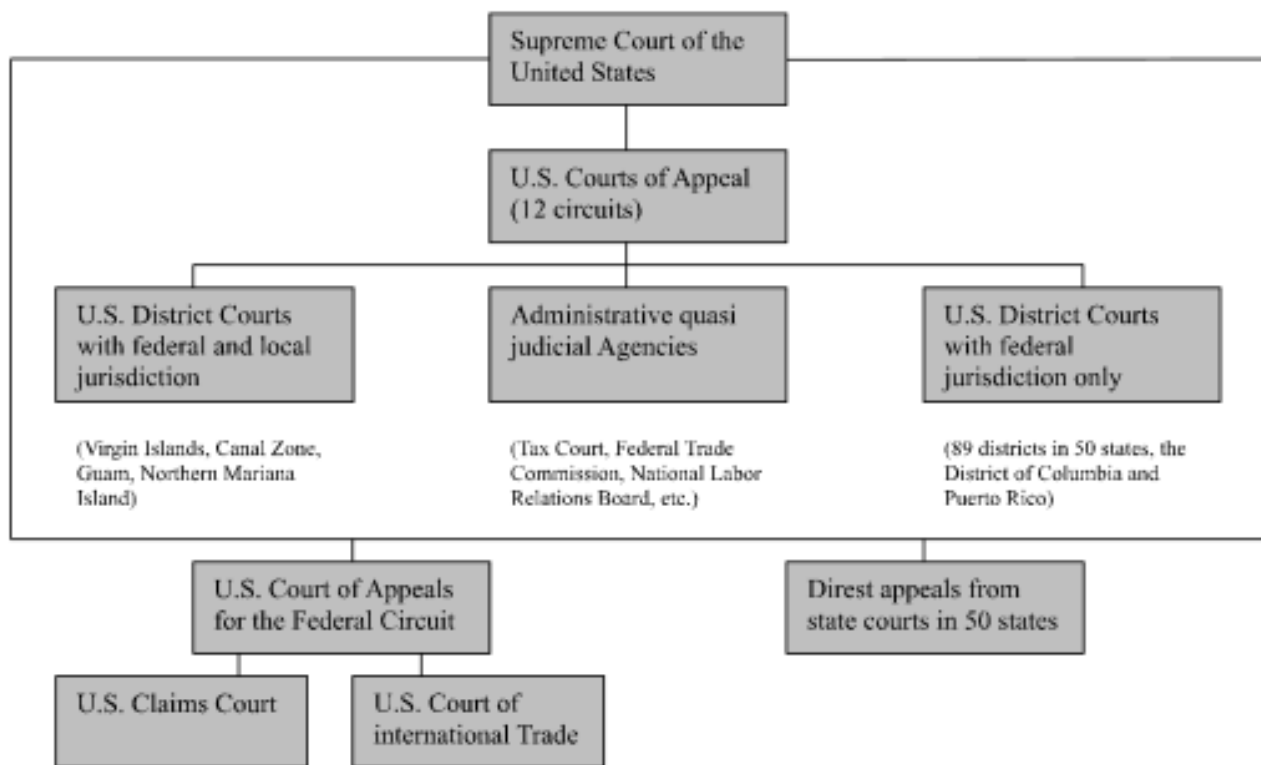 Supreme Court of the
United States
U.S. Courts of Appeal
(12 circuits)
U.S. District Courts
with federal and local
jurisdiction
Administrative quasi
judicial Agencies
U.S. District Courts
with federal
jurisdiction only
(Virgin Islands, Canal Zone,
Guam, Northern Mariana
Island)
(Tax Court, Federal Trade
Commission, National Labor
Relations Board, etc.)
(89 districts in 50 states, the
District of Columbia and
Puerto Rico)
U.S. Court of Appeals
for the Federal Circuit
Direst appeals from
state courts in 50 states
U.S. Claims Court
U.S. Court of
international Trade